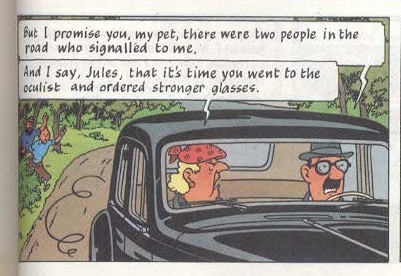 But I promise you, my pet, there were two people in the
road who signalled to me.
And I say, Jules, that it's time you went to the
oculist and ordered stronger glasses.